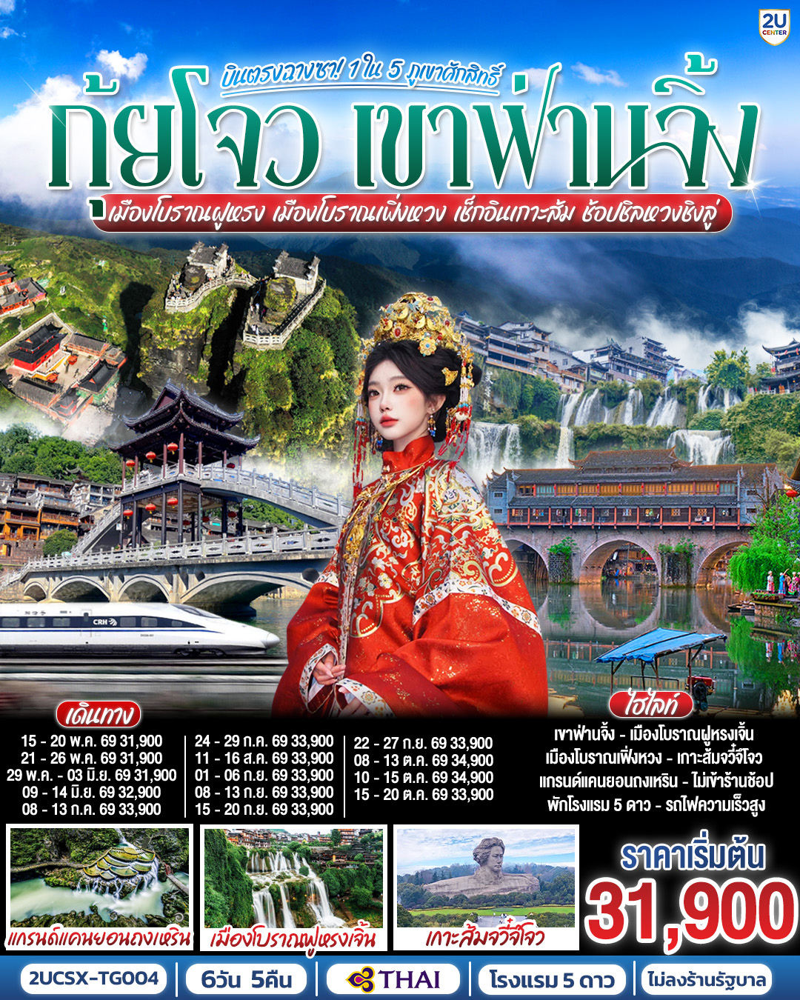 2U
CENTER
บินตรงฉางซา! 1 ใน 5 ภูเขาศักสิทธิ์
กุ้ยโจว เขาฟ่านจิ้ง
เมืองโบราณฝูหรง เมืองโบราณเฟิ่งหวง เช็กอินเกาะส้ม ช้อปชิลหวงชิงลู่
CRH
เดินทาง
15 - 20 พ.ค. 69 31,900
21 - 26 พ.ค. 69 31,900
29 พ.ค. - 03 มิ.ย. 69 31,900
09 - 14 มิ.ย. 69 32,900
08 - 13 ก.ค. 69 33,900
24 - 29 ก.ค. 69 33,900
11 - 16 ส.ค. 69 33,900
01 - 06 ก.ย. 69 33,900
08 - 13 ก.ย. 69 33,900
15 - 20 ก.ย. 69 33,900
22 - 27 ก.ย. 69 33,900
08 - 13 ต.ค. 69 34,900
10 - 15 ต.ค. 69 34,900
15 - 20 ต.ค. 69 33,900
ไฮไลท์
เขาฟ่านจิ้ง - เมืองโบราณฝูหรงเจิ้น
เมืองโบราณเฟิ่งหวง - เกาะส้มจวี๋จึโจว
แกรนด์แคนยอนถงเหริน - ไม่เข้าร้านช้อป
พักโรงแรม 5 ดาว - รถไฟความเร็วสูง
แกรนด์แคนยอนถงเหริน
เมืองโบราณฝูหรงเจิ้น
เกาะส้มจวี๋จึโจว
ราคาเริ่มต้น
31,900
2UCSX-TG004
6วัน 5คืน
THAI
โรงแรม 5 ดาว
ไม่ลงร้านรัฐบาล